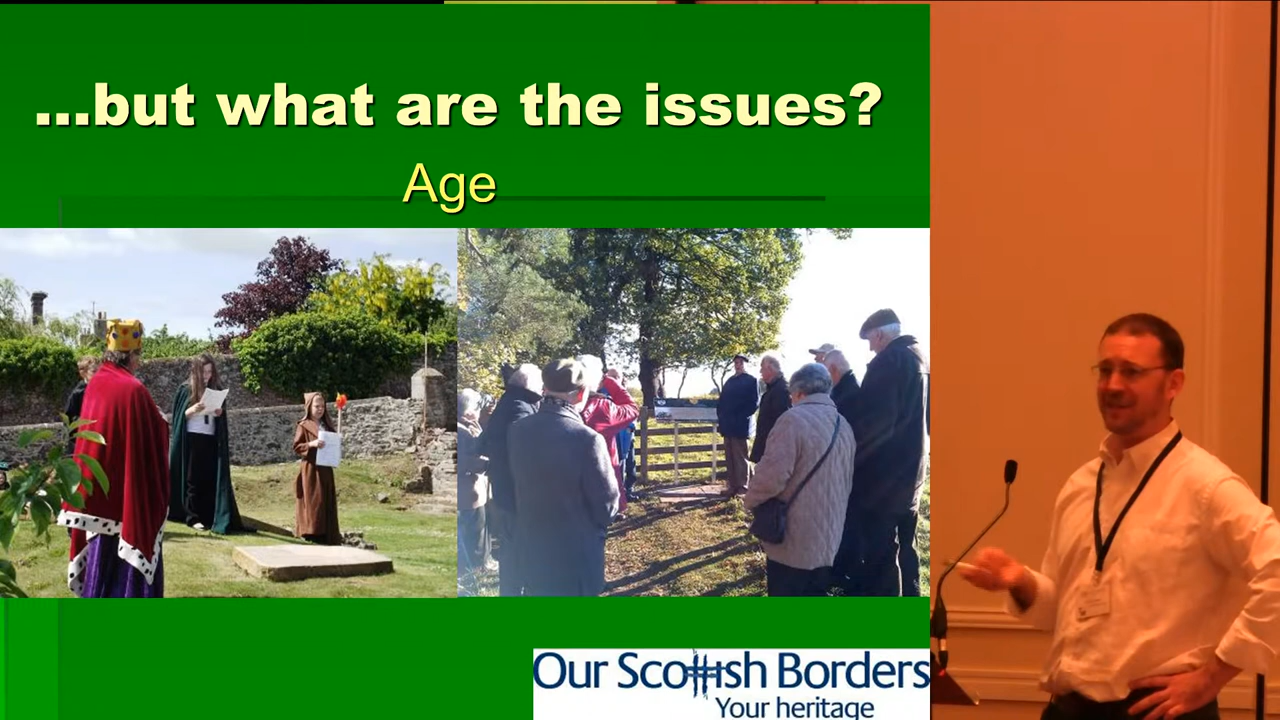 ...but what are the issues?
Age
Our Scottish Borders
Your heritage